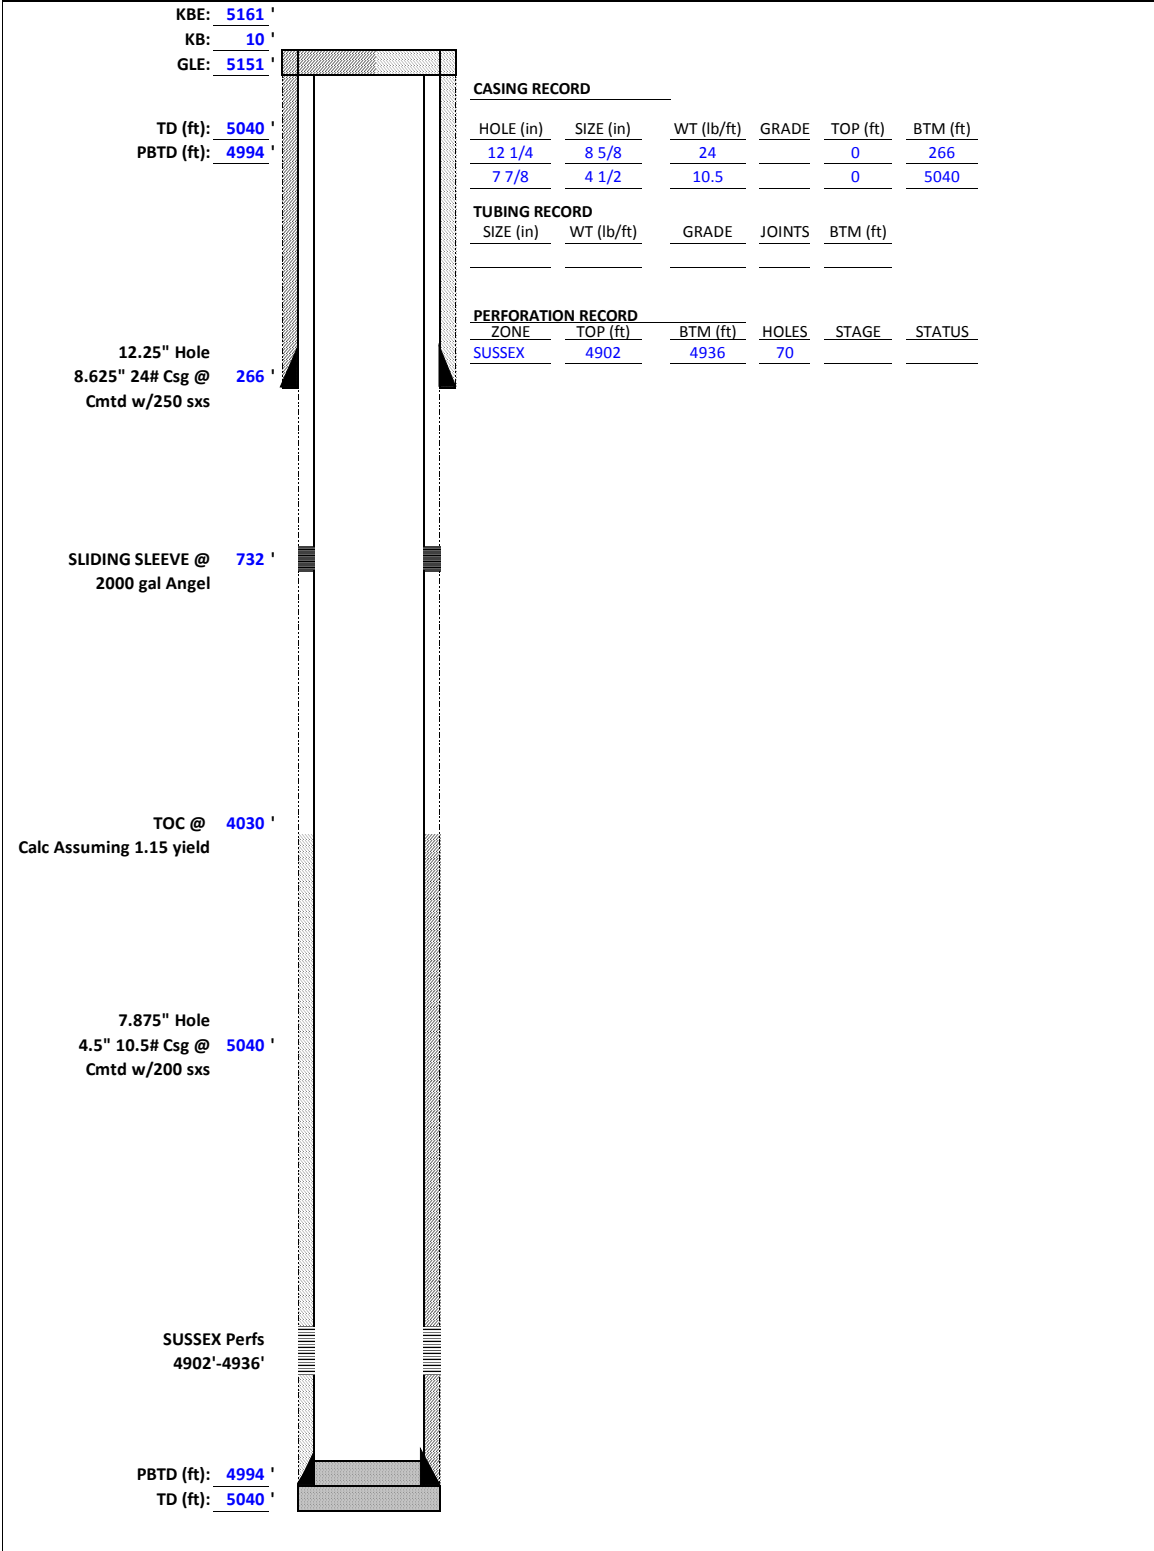 KBE: 5161 '
KB: 10 '
GLE: 5151 '
CASING RECORD
TD (ft): 5040 ' HOLE (in) SIZE (in) WT (lb/ft) GRADE TOP (ft) BTM (ft)
PBTD (ft): 4994 ' 12 1/4 8 5/8 24 0 266
7 7/8 4 1/2 10.5 0 5040
TUBING RECORD
SIZE (in) WT (lb/ft) GRADE JOINTS BTM (ft)
PERFORATION RECORD
ZONE TOP (ft) BTM (ft) HOLES STAGE STATUS
12.25" Hole SUSSEX 4902 4936 70
8.625" 24# Csg @ 266 '
Cmtd w/250 sxs
SLIDING SLEEVE @ 732 '
2000 gal Angel
TOC @ 4030 '
Calc Assuming 1.15 yield
7.875" Hole
4.5" 10.5# Csg @ 5040 '
Cmtd w/200 sxs
SUSSEX Perfs
4902'-4936'
PBTD (ft): 4994 '
TD (ft): 5040 '